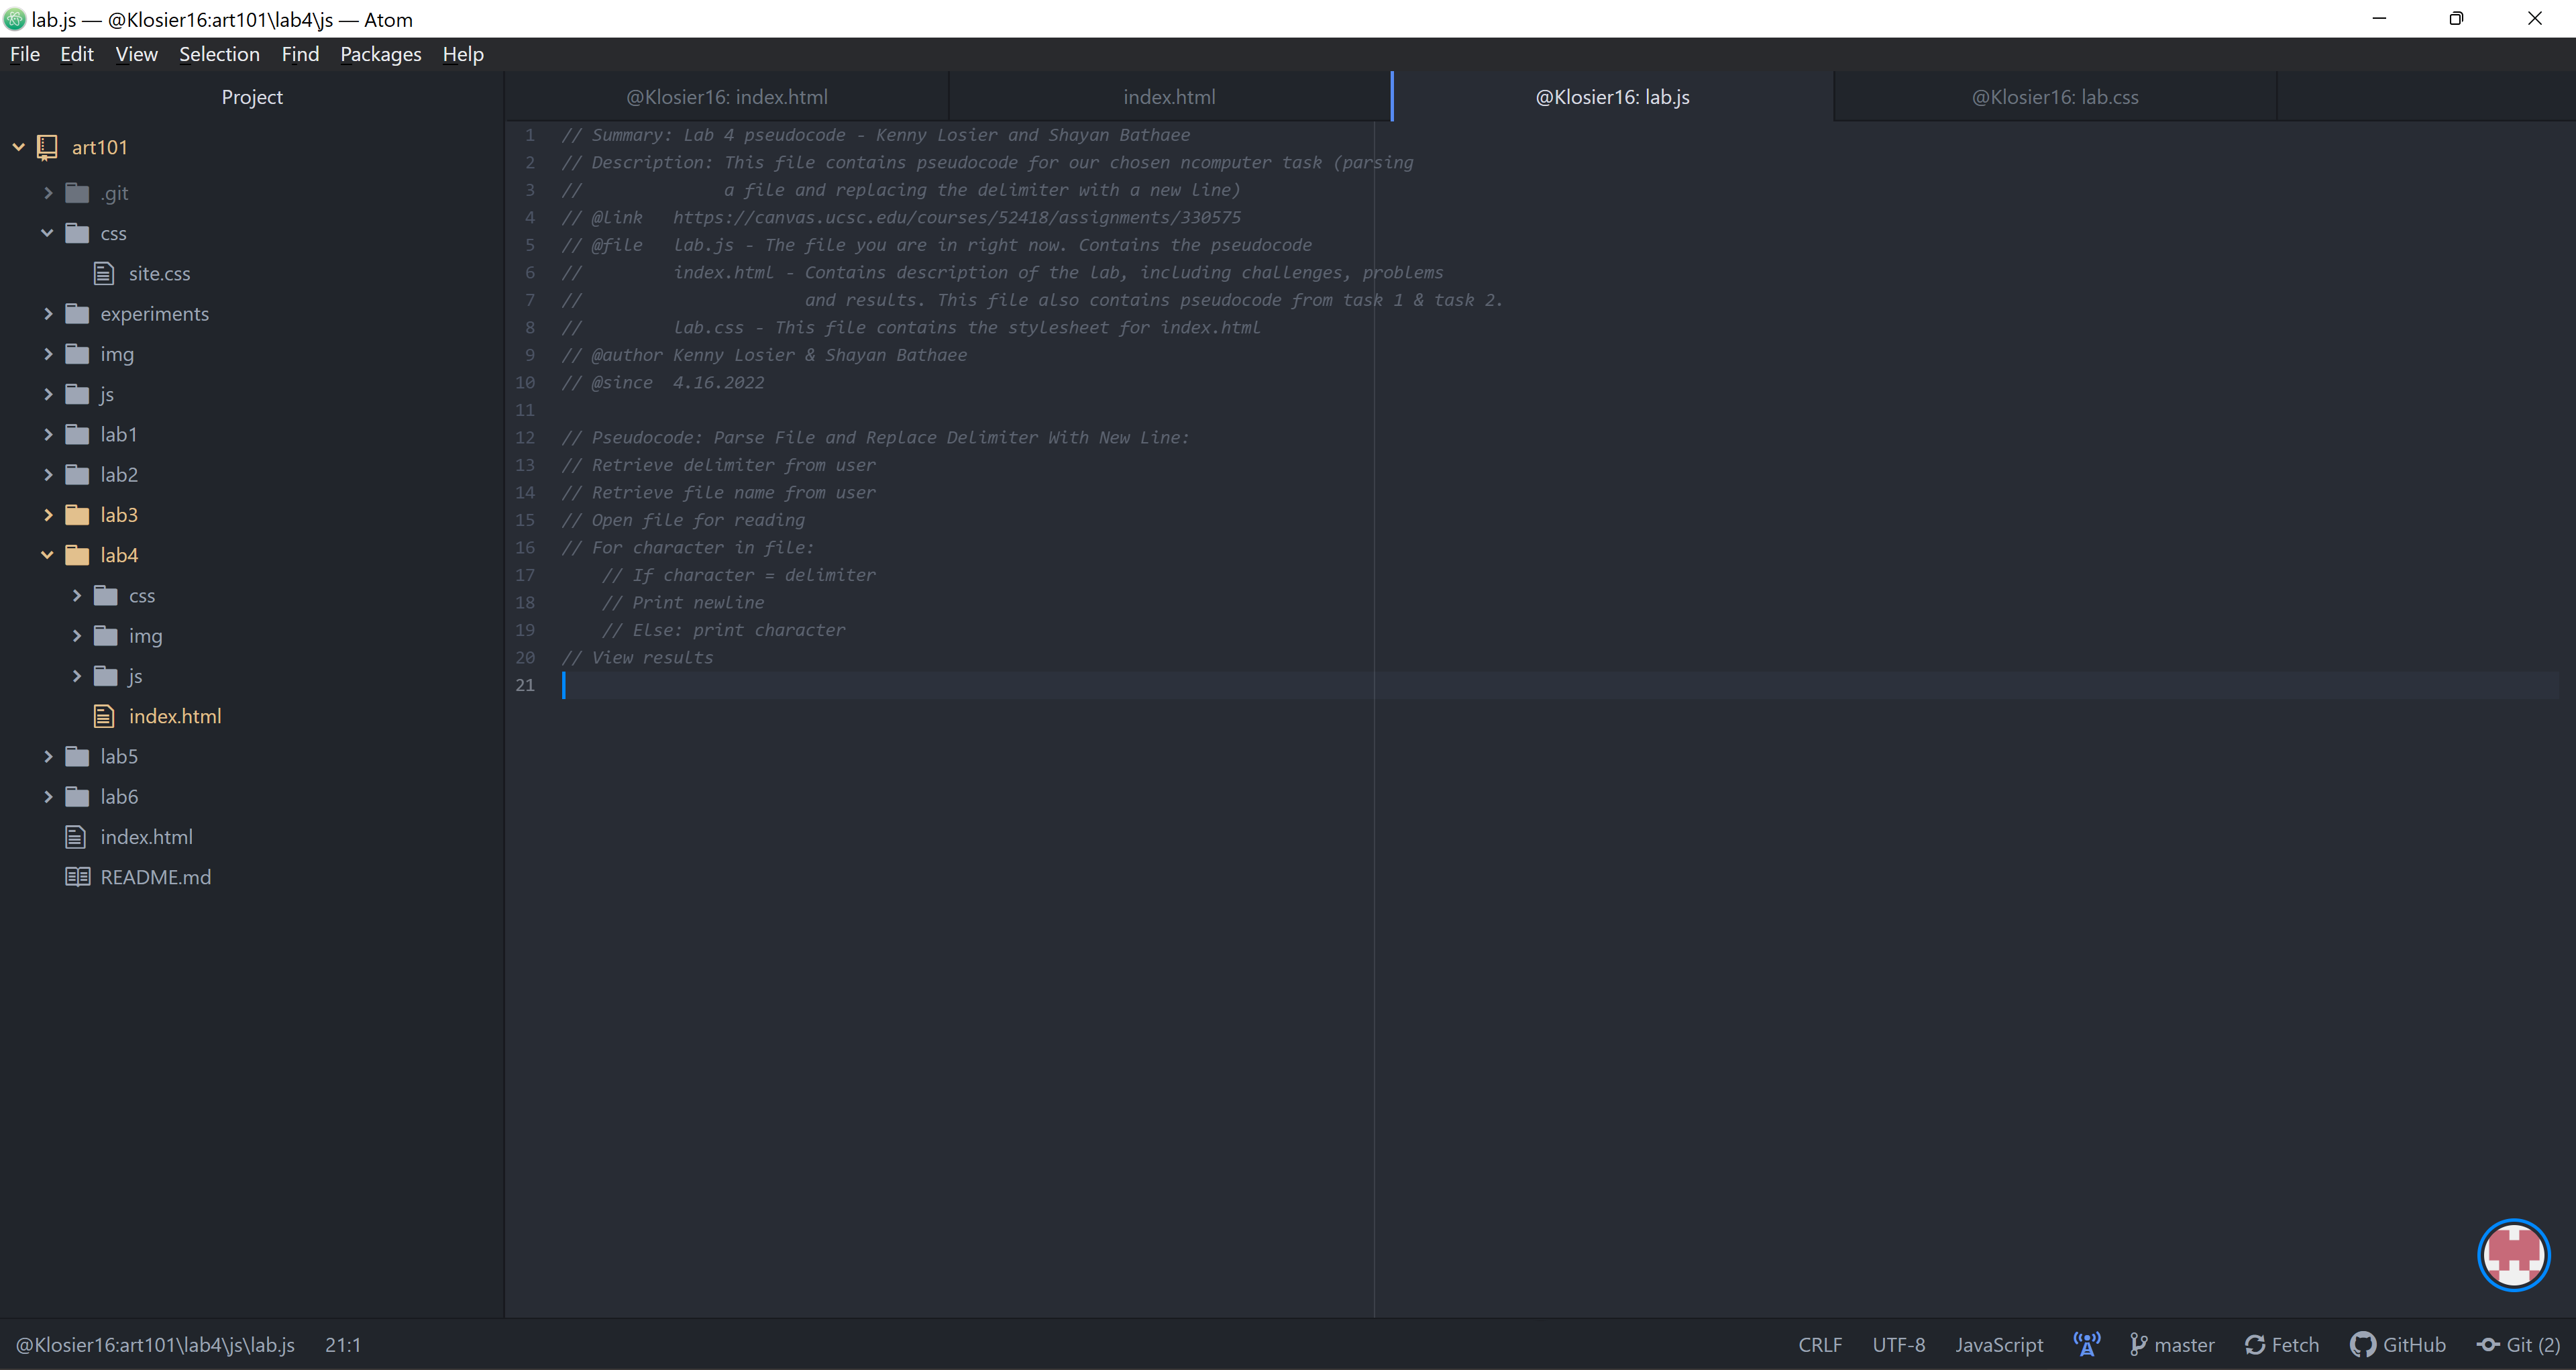 lab.js — @Klosier16:art101\lab4\js — Atom
File Edit View Selection Find Packages Help
Project
@Klosier16: index.html
index.html
@Klosier16: lab.js
@Klosier16: lab.css
art101
.git
css
site.css
experiments
img
js
lab1
lab2
lab3
lab4
css
img
js
index.html
lab5
lab6
index.html
README.md
1 // Summary: Lab 4 pseudocode - Kenny Losier and Shayan Bathaee
2 // Description: This file contains pseudocode for our chosen ncomputer task (parsing
3 // a file and replacing the delimiter with a new line)
4 // @link https://canvas.ucsc.edu/courses/52418/assignments/330575
5 // @file lab.js - The file you are in right now. Contains the pseudocode
6 // index.html - Contains description of the lab, including challenges, problems
7 // and results. This file also contains pseudocode from task 1 & task 2.
8 // lab.css - This file contains the stylesheet for index.html
9 // @author Kenny Losier & Shayan Bathaee
10 // @since 4.16.2022
11
12 // Pseudocode: Parse File and Replace Delimiter With New Line:
13 // Retrieve delimiter from user
14 // Retrieve file name from user
15 // Open file for reading
16 // For character in file:
17 // If character = delimiter
18 // Print newline
19 // Else: print character
20 // View results
21
@Klosier16:art101\lab4\js\lab.js 21:1
CRLF UTF-8 JavaScript master Fetch GitHub Git (2)